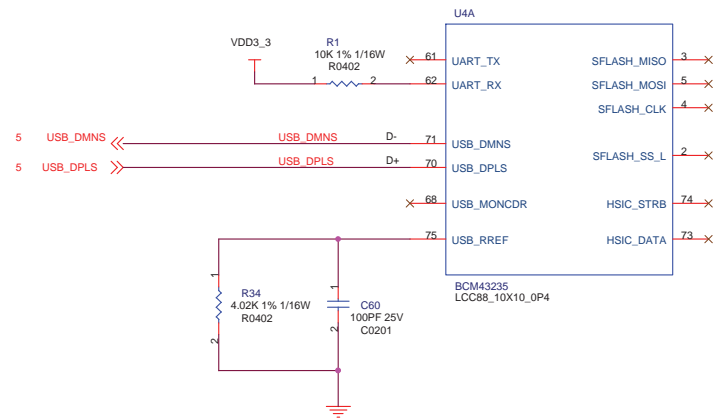 U4A
VDD3_3
R1
10K 1% 1/16W
R0402
1
2
61
UART_TX
SFLASH_MISO
3
62
UART_RX
SFLASH_MOSI
5
SFLASH_CLK
4
5
USB_DMNS
USB_DMNS
D-
71
USB_DMNS
SFLASH_SS_L
2
5
USB_DPLS
USB_DPLS
D+
70
USB_DPLS
68
USB_MONCDR
HSIC_STRB
74
75
USB_RREF
HSIC_DATA
73
BCM43235
LCC88_10X10_0P4
1
R34
4.02K 1% 1/16W
R0402
2
1
C60
100PF 25V
C0201
2